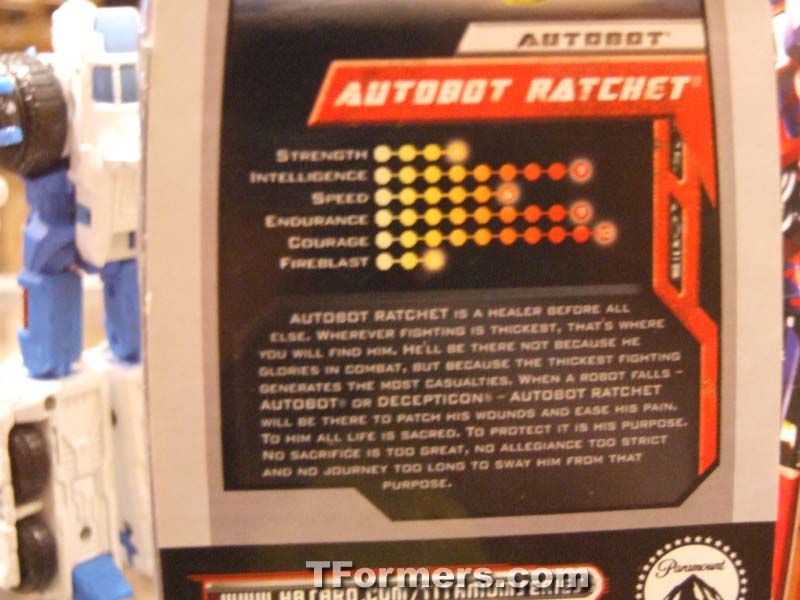 AUTOBOT
AUTOBOT RATCHET
STRENGTH
INTELLIGENCE
SPEED
ENDURANCE
COURAGE
FIREBLAST
AUTOBOT RATCHET IS A HEALER BEFORE ALL
ELSE. WHEREVER FIGHTING IS THICKEST, THAT'S WHERE
YOU WILL FIND HIM. HE'LL BE THERE NOT BECAUSE HE
GLORIES IN COMBAT, BUT BECAUSE THE THICKEST FIGHTING
GENERATES THE MOST CASUALTIES. WHEN A ROBOT FALLS –
AUTOBOT® OR DECEPTICON® – AUTOBOT RATCHET
WILL BE THERE TO PATCH HIS WOUNDS AND EASE HIS PAIN.
TO HIM ALL LIFE IS SACRED. TO PROTECT IT IS HIS PURPOSE.
NO SACRIFICE IS TOO GREAT, NO ALLEGIANCE TOO STRICT
AND NO JOURNEY TOO LONG TO SWAY HIM FROM THAT
PURPOSE.
TFormers.com
Paramount